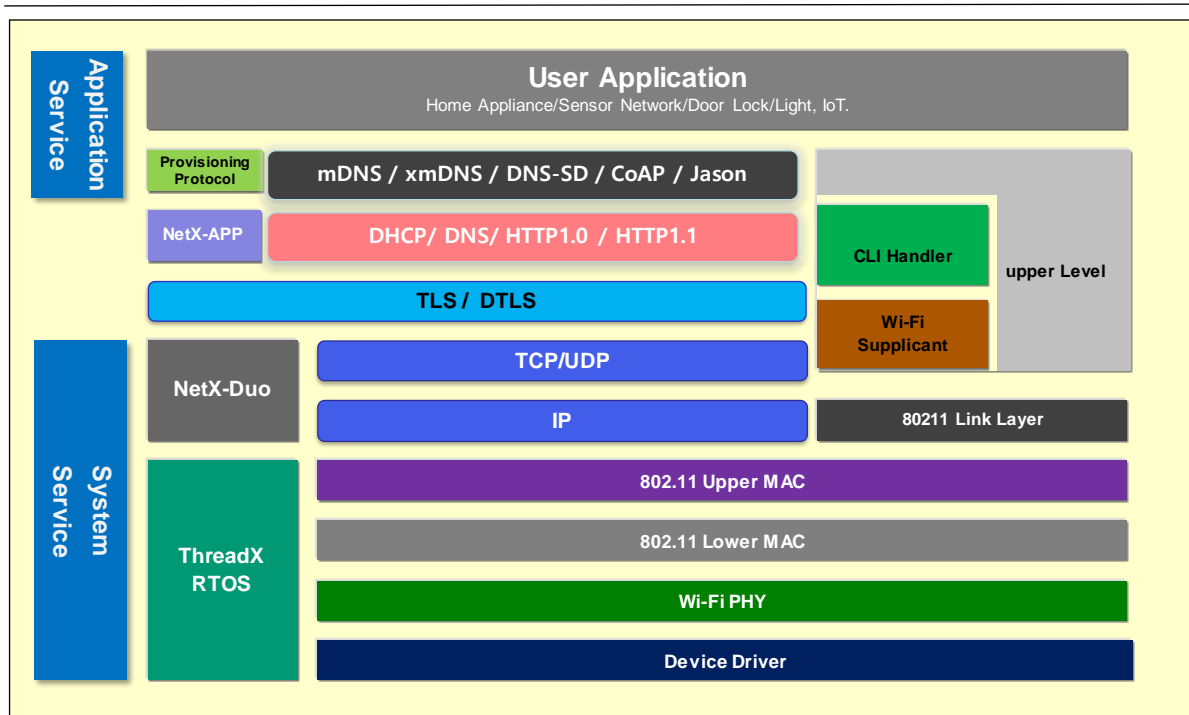 Application
Service
User Application
Home Appliance/Sensor Network/Door Lock/Light, IoT.
Provisioning
Protocol
mDNS / xmDNS / DNS-SD / CoAP / Jason
NetX-APP
DHCP/ DNS/ HTTP1.0 / HTTP1.1
CLI Handler
upper Level
TLS / DTLS
Wi-Fi
Supplicant
System
Service
NetX-Duo
TCP/UDP
IP
80211 Link Layer
ThreadX
RTOS
802.11 Upper MAC
802.11 Lower MAC
Wi-Fi PHY
Device Driver